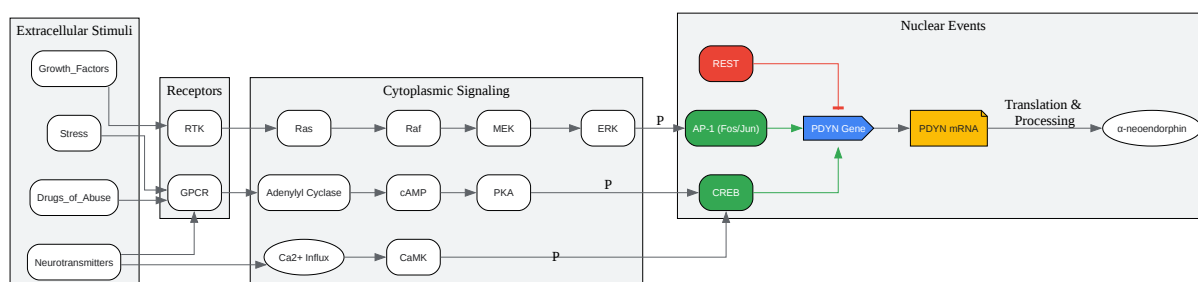 Extracellular Stimuli
Growth_Factors
Stress
Drugs_of_Abuse
Neurotransmitters
Receptors
RTK
GPCR
Cytoplasmic Signaling
Ras
Raf
MEK
ERK
Adenylyl Cyclase
cAMP
PKA
Ca2+ Influx
CaMK
P
P
P
Nuclear Events
REST
AP-1 (Fos/Jun)
CREB
PDYN Gene
PDYN mRNA
Translation &
Processing
α-neoendorphin